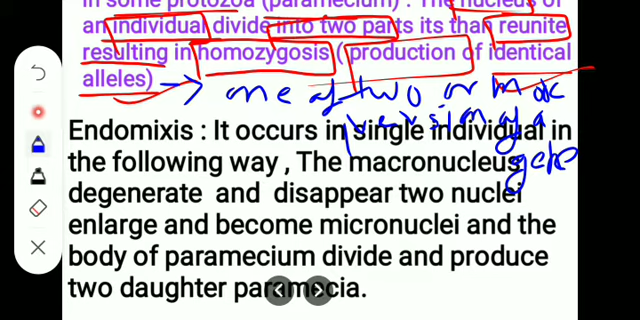 In some protozoa (paramecium) : The nucleus of
an individual divide into two parts its than reunite
resulting in homozygosis ( production of identical
alleles) → one of two or more
versism of a
gene
Endomixis : It occurs in single individual in
the following way , The macronucleus
degenerate and disappear two nuclei
enlarge and become micronuclei and the
body of paramecium divide and produce
two daughter paramecia.